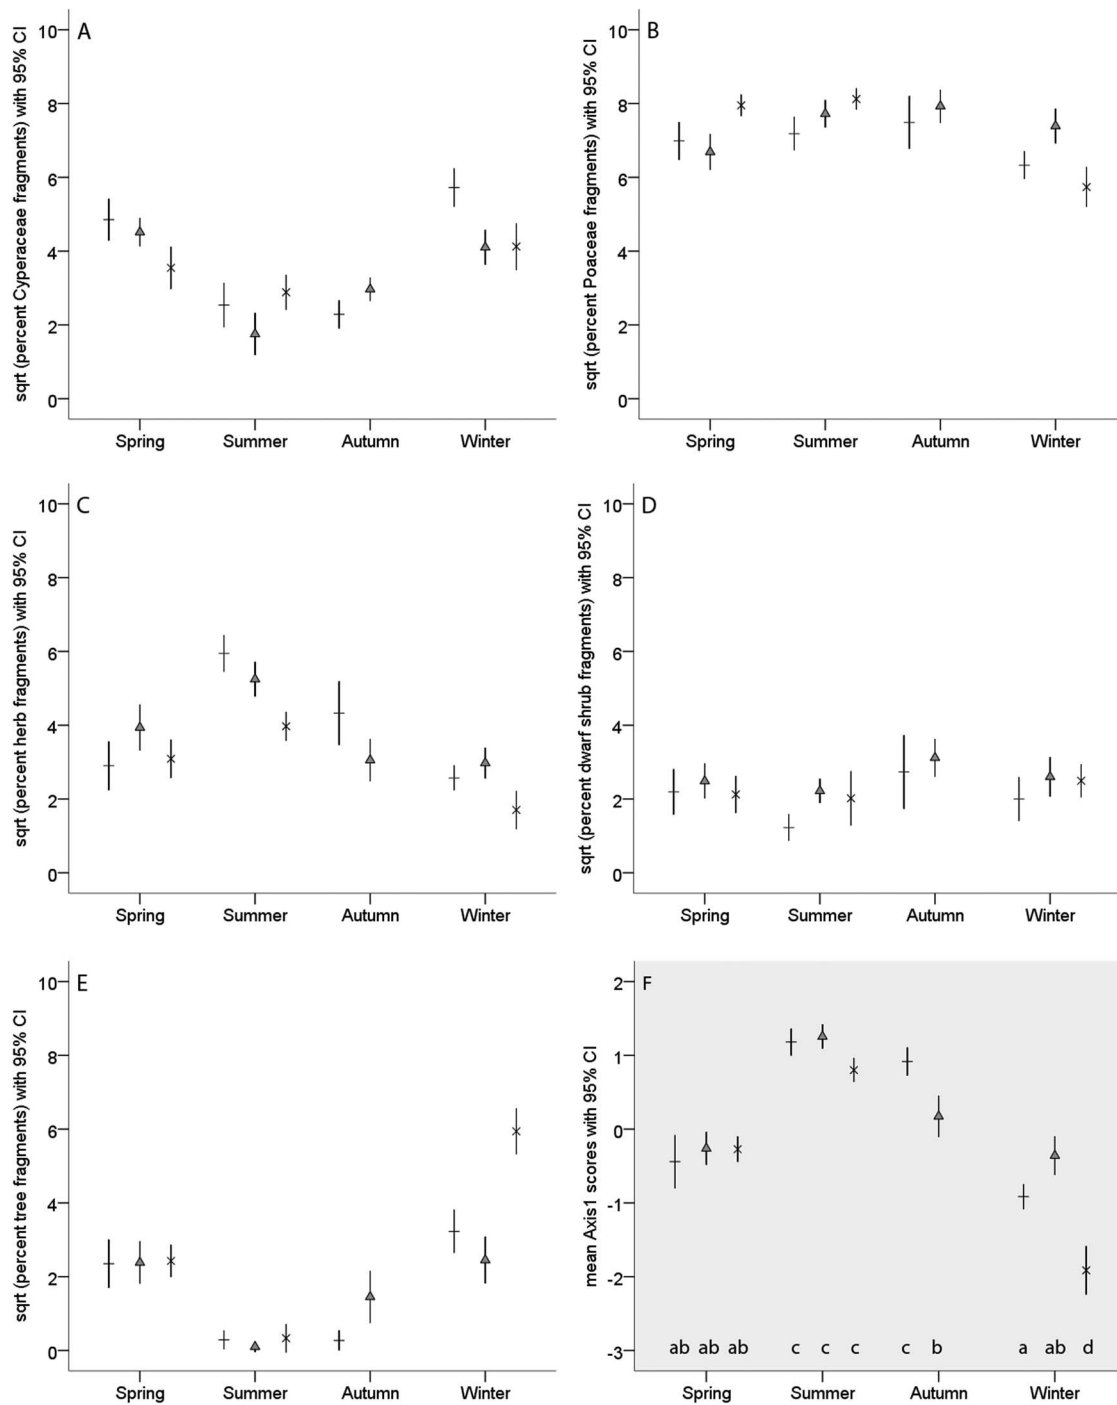 A
sqrt (percent Cyperaceae fragments) with 95% CI
10
8
6
4
2
0
Spring Summer Autumn Winter
B
sqrt (percent Poaceae fragments) with 95% CI
10
8
6
4
2
0
Spring Summer Autumn Winter
C
sqrt (percent herb fragments) with 95% CI
10
8
6
4
2
0
Spring Summer Autumn Winter
D
sqrt (percent dwarf shrub fragments) with 95% CI
10
8
6
4
2
0
Spring Summer Autumn Winter
E
sqrt (percent tree fragments) with 95% CI
10
8
6
4
2
0
Spring Summer Autumn Winter
F
mean Axis1 scores with 95% CI
2
1
0
-1
-2
-3
ab ab ab c c c c b a ab d
Spring Summer Autumn Winter